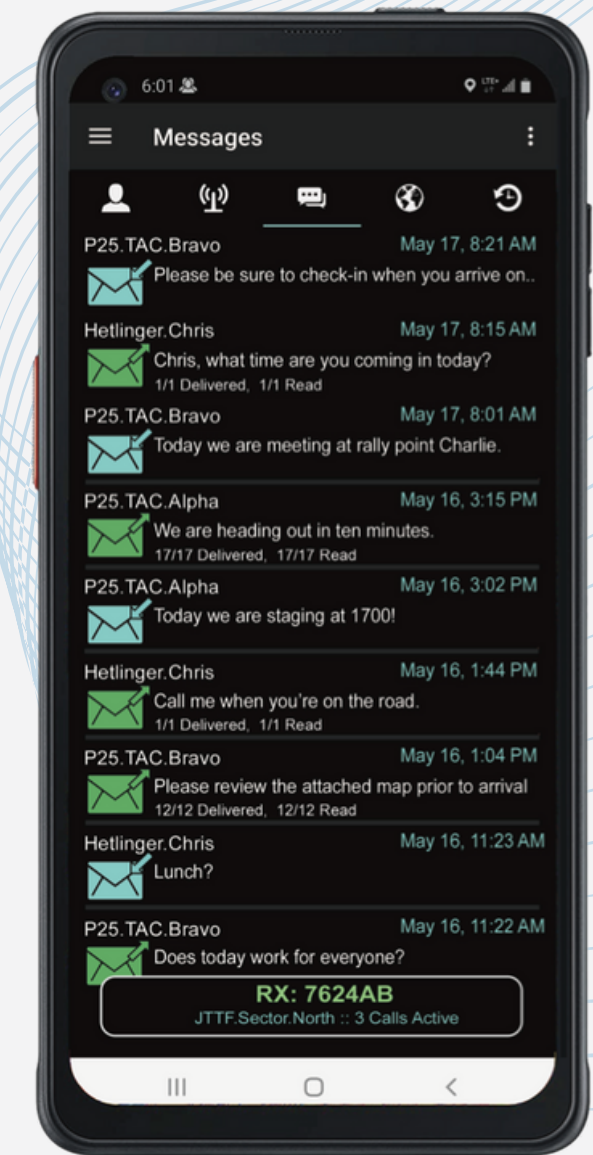 6:01
LTE+
Messages
P25.TAC.Bravo May 17, 8:21 AM
Please be sure to check-in when you arrive on..
Hetlinger.Chris May 17, 8:15 AM
Chris, what time are you coming in today?
1/1 Delivered, 1/1 Read
P25.TAC.Bravo May 17, 8:01 AM
Today we are meeting at rally point Charlie.
P25.TAC.Alpha May 16, 3:15 PM
We are heading out in ten minutes.
17/17 Delivered, 17/17 Read
P25.TAC.Alpha May 16, 3:02 PM
Today we are staging at 1700!
Hetlinger.Chris May 16, 1:44 PM
Call me when you're on the road.
1/1 Delivered, 1/1 Read
P25.TAC.Bravo May 16, 1:04 PM
Please review the attached map prior to arrival
12/12 Delivered, 12/12 Read
Hetlinger.Chris May 16, 11:23 AM
Lunch?
P25.TAC.Bravo May 16, 11:22 AM
Does today work for everyone?
RX: 7624AB
JTTF.Sector.North :: 3 Calls Active